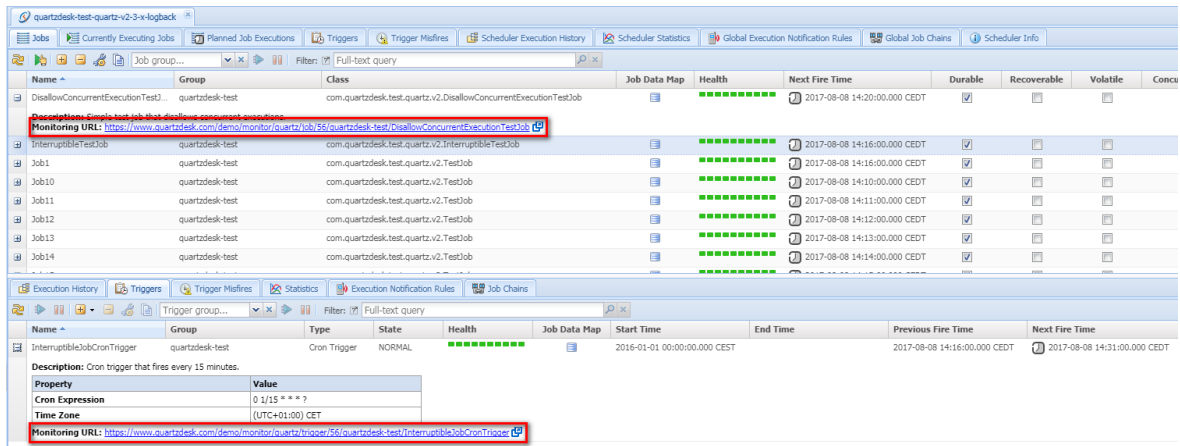 quartzdesk-test-quartz-v2-3-x-logback
Jobs Currently Executing Jobs Planned Job Executions Triggers Trigger Misfires Scheduler Execution History Scheduler Statistics Global Execution Notification Rules Global Job Chains Scheduler Info
Job group... Filter: Full-text query
Name Group Class Job Data Map Health Next Fire Time Durable Recoverable Volatile Concu
DisallowConcurrentExecutionTestJ... quartzdesk-test com.quartzdesk.test.quartz.v2.DisallowConcurrentExecutionTestJob 2017-08-08 14:20:00.000 CEDT
Description: Simple test job that disallows concurrent executions.
Monitoring URL: https://www.quartzdesk.com/demo/monitor/quartz/job/56/quartzdesk-test/DisallowConcurrentExecutionTestJob
InterruptibleTestJob quartzdesk-test com.quartzdesk.test.quartz.v2.InterruptibleTestJob 2017-08-08 14:16:00.000 CEDT
Job1 quartzdesk-test com.quartzdesk.test.quartz.v2.TestJob 2017-08-08 14:16:00.000 CEDT
Job10 quartzdesk-test com.quartzdesk.test.quartz.v2.TestJob 2017-08-08 14:10:00.000 CEDT
Job11 quartzdesk-test com.quartzdesk.test.quartz.v2.TestJob 2017-08-08 14:11:00.000 CEDT
Job12 quartzdesk-test com.quartzdesk.test.quartz.v2.TestJob 2017-08-08 14:12:00.000 CEDT
Job13 quartzdesk-test com.quartzdesk.test.quartz.v2.TestJob 2017-08-08 14:13:00.000 CEDT
Job14 quartzdesk-test com.quartzdesk.test.quartz.v2.TestJob 2017-08-08 14:14:00.000 CEDT
Execution History Triggers Trigger Misfires Statistics Execution Notification Rules Job Chains
Trigger group... Filter: Full-text query
Name Group Type State Health Job Data Map Start Time End Time Previous Fire Time Next Fire Time
InterruptibleJobCronTrigger quartzdesk-test Cron Trigger NORMAL 2016-01-01 00:00:00.000 CEST 2017-08-08 14:16:00.000 CEDT 2017-08-08 14:31:00.000 CEDT
Description: Cron trigger that fires every 15 minutes.
Property Value
Cron Expression 0 1/15 * * * ?
Time Zone (UTC+01:00) CET
Monitoring URL: https://www.quartzdesk.com/demo/monitor/quartz/trigger/56/quartzdesk-test/InterruptibleJobCronTrigger